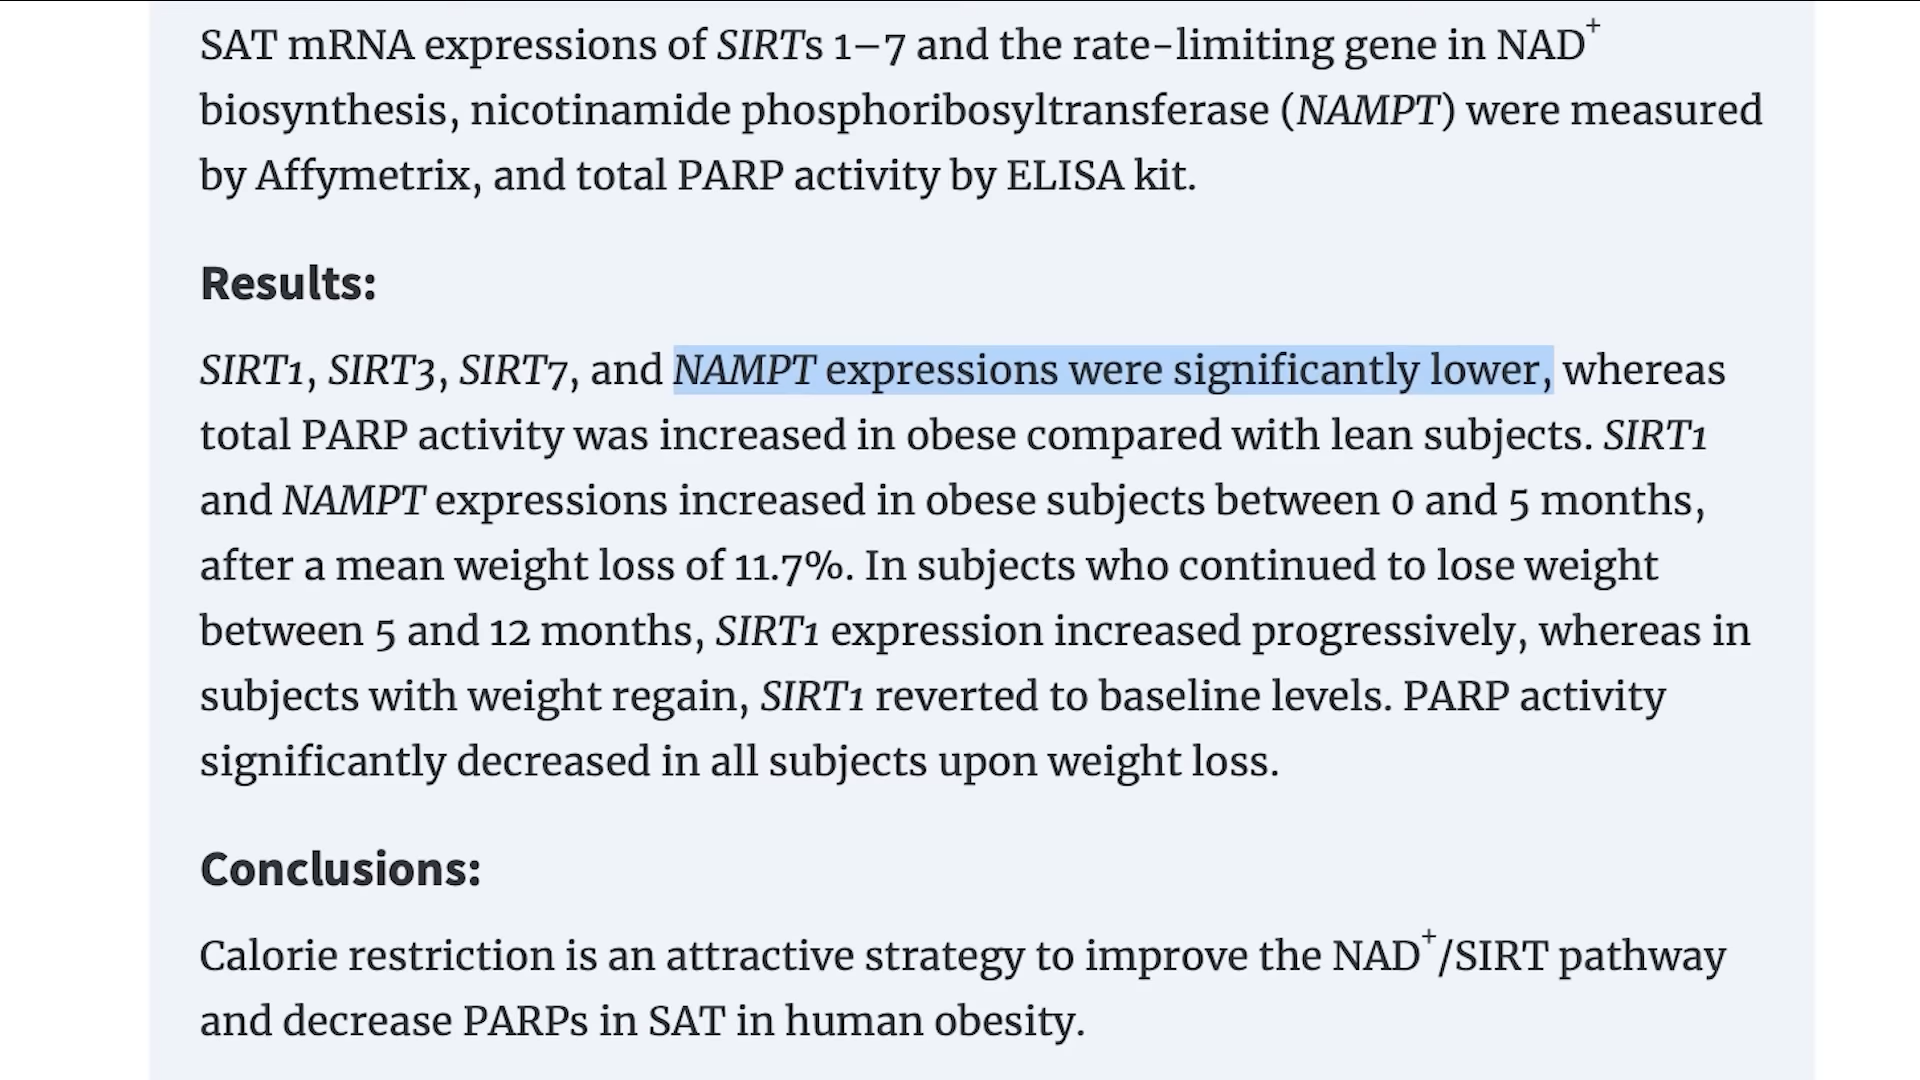 SAT mRNA expressions of SIRTs 1–7 and the rate-limiting gene in NAD⁺
biosynthesis, nicotinamide phosphoribosyltransferase (NAMPT) were measured
by Affymetrix, and total PARP activity by ELISA kit.
Results:
SIRT1, SIRT3, SIRT7, and NAMPT expressions were significantly lower, whereas
total PARP activity was increased in obese compared with lean subjects. SIRT1
and NAMPT expressions increased in obese subjects between 0 and 5 months,
after a mean weight loss of 11.7%. In subjects who continued to lose weight
between 5 and 12 months, SIRT1 expression increased progressively, whereas in
subjects with weight regain, SIRT1 reverted to baseline levels. PARP activity
significantly decreased in all subjects upon weight loss.
Conclusions:
Calorie restriction is an attractive strategy to improve the NAD⁺/SIRT pathway
and decrease PARPs in SAT in human obesity.